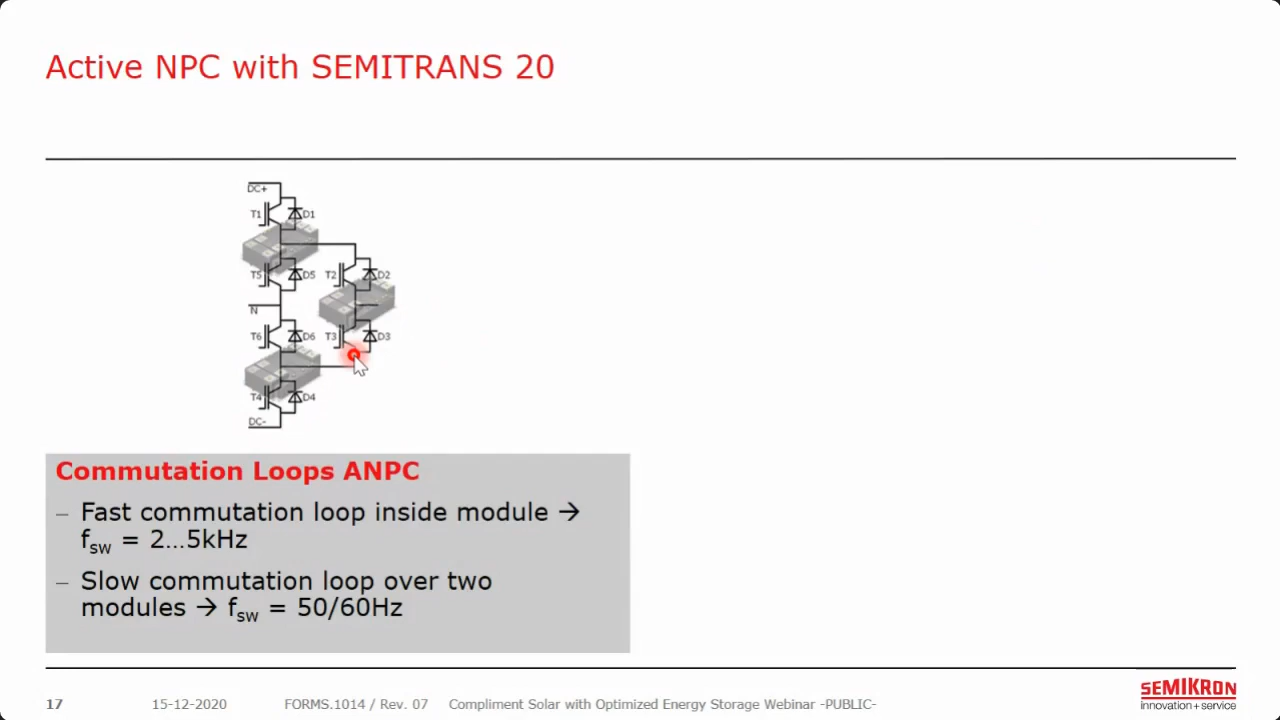 Active NPC with SEMITRANS 20
DC+
T1 D1
T5 D5 T2 D2
N
T6 D6 T3 D3
T4 D4
DC-
Commutation Loops ANPC
– Fast commutation loop inside module →
fsw = 2...5kHz
– Slow commutation loop over two
modules → fsw = 50/60Hz
17 15-12-2020 FORMS.1014 / Rev. 07 Compliment Solar with Optimized Energy Storage Webinar -PUBLIC-
SEMIKRON
innovation+service